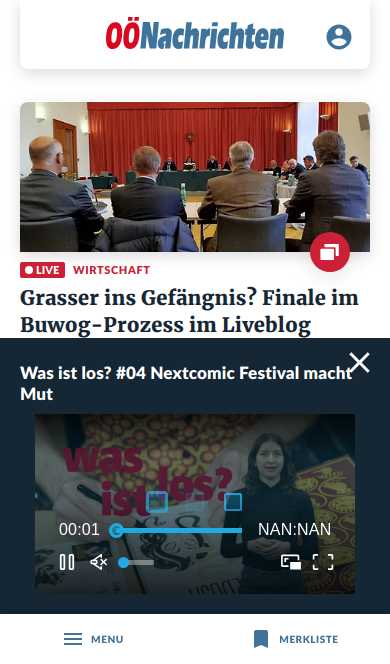 OÖNachrichten
LIVE WIRTSCHAFT
Grasser ins Gefängnis? Finale im
Buwog-Prozess im Liveblog
Was ist los? #04 Nextcomic Festival macht
Mut
was
ist los?
00:01 NAN:NAN
MENU MERKLISTE